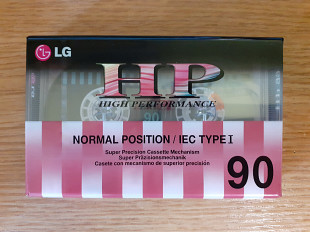 LG
HP
HIGH PERFORMANCE
NORMAL POSITION / IEC TYPE I
Super Precision Cassette Mechanism
Super Präzisionsmechanik
Casete con mecanismo de superior precisión
90